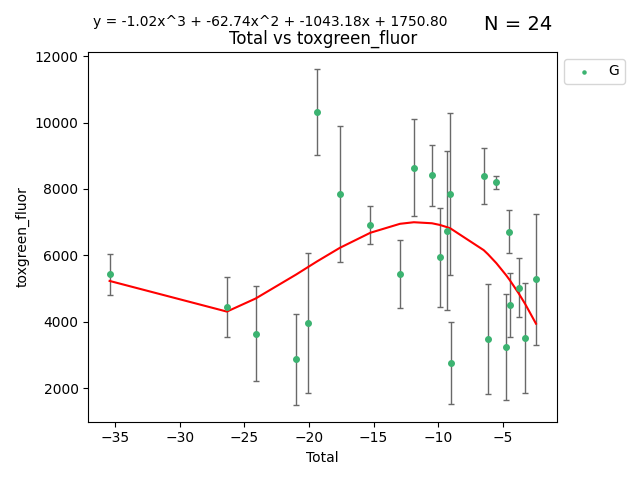 y = -1.02x^3 + -62.74x^2 + -1043.18x + 1750.80
N = 24
Total vs toxgreen_fluor
G
toxgreen_fluor
12000
10000
8000
6000
4000
2000
−35 −30 −25 −20 −15 −10 −5
Total